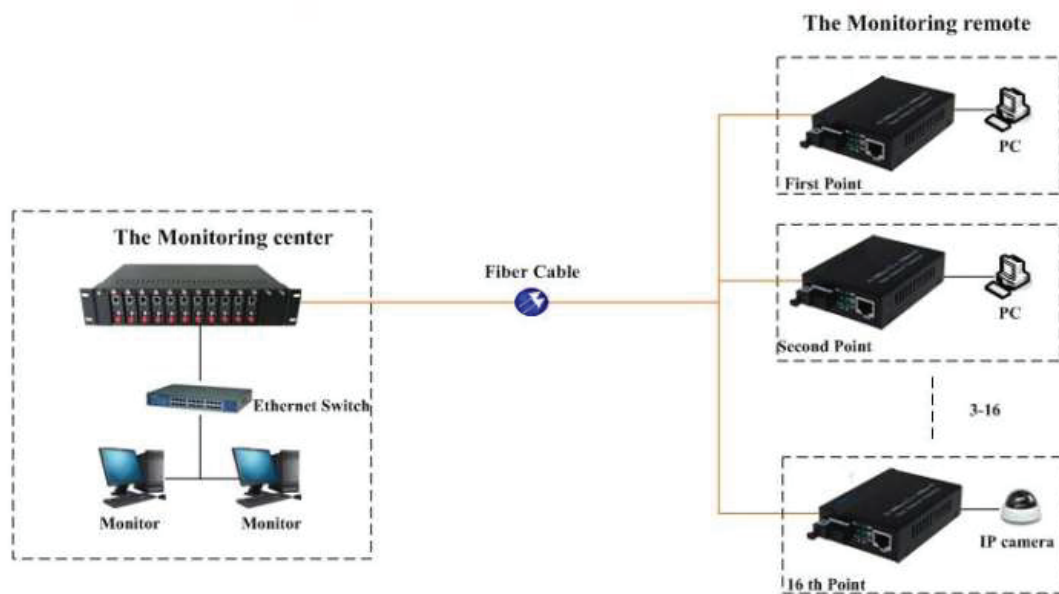 The Monitoring remote
PC
First Point
The Monitoring center
Fiber Cable
PC
Second Point
Ethernet Switch
3-16
Monitor
Monitor
IP camera
16 th Point